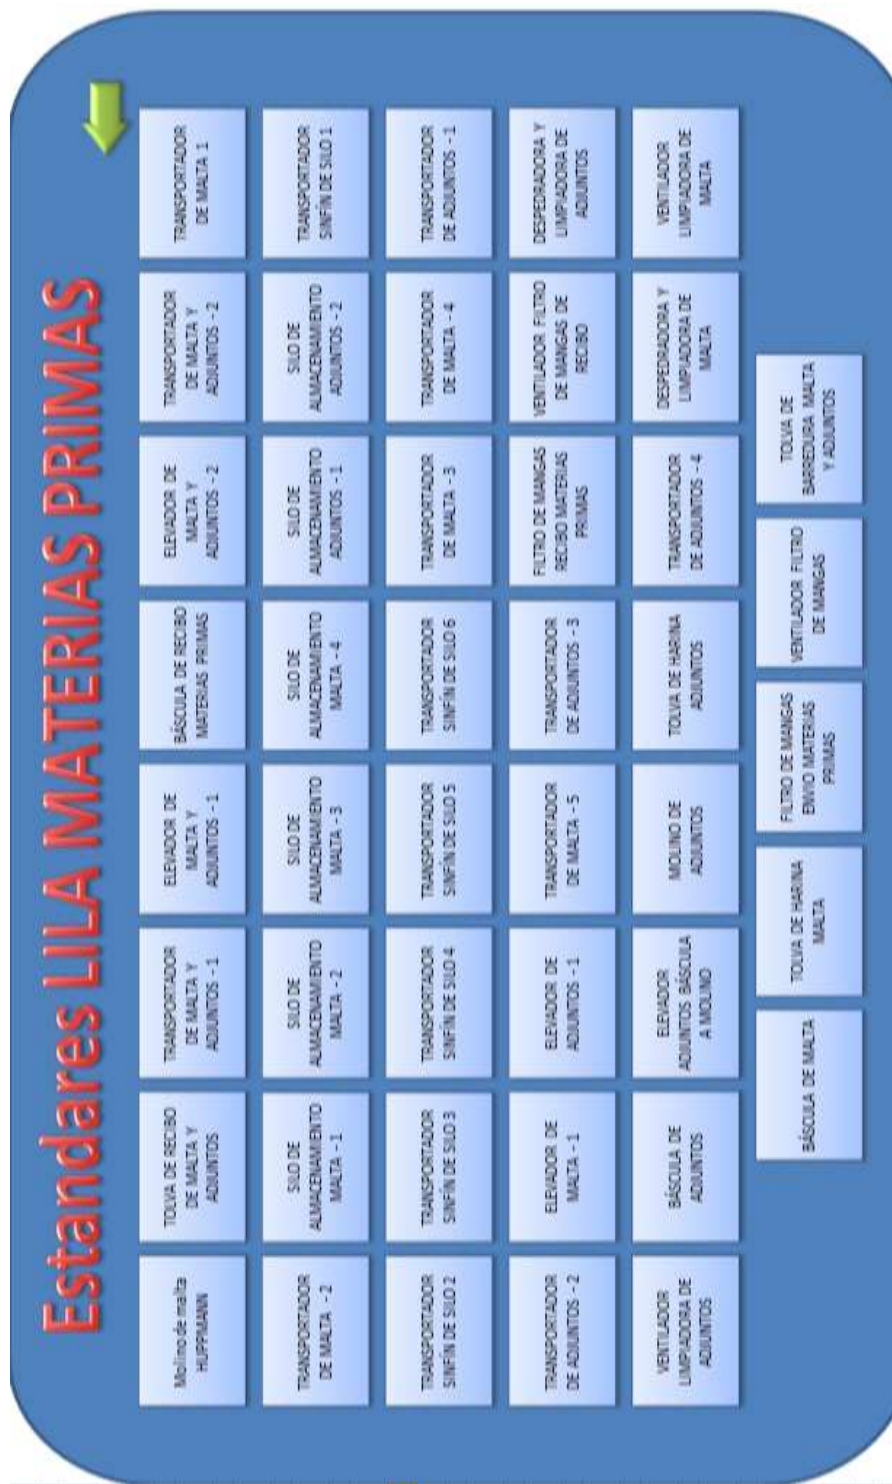 Estandares LILA MATERIAS PRIMAS
Molino de malta
HUPPMANN
TOLVA DE RECIBO
DE MALTA Y
ADJUNTOS
TRANSPORTADOR
DE MALTA Y
ADJUNTOS - 1
ELEVADOR DE
MALTA Y
ADJUNTOS - 1
BÁSCULA DE RECIBO
MATERIAS PRIMAS
ELEVADOR DE
MALTA Y
ADJUNTOS - 2
TRANSPORTADOR
DE MALTA Y
ADJUNTOS - 2
TRANSPORTADOR
DE MALTA 1
TRANSPORTADOR
DE MALTA - 2
SILO DE
ALMACENAMIENTO
MALTA - 1
SILO DE
ALMACENAMIENTO
MALTA - 2
SILO DE
ALMACENAMIENTO
MALTA - 3
SILO DE
ALMACENAMIENTO
MALTA - 4
SILO DE
ALMACENAMIENTO
ADJUNTOS - 1
SILO DE
ALMACENAMIENTO
ADJUNTOS - 2
TRANSPORTADOR
SINFÍN DE SILO 1
TRANSPORTADOR
SINFÍN DE SILO 2
TRANSPORTADOR
SINFÍN DE SILO 3
TRANSPORTADOR
SINFÍN DE SILO 4
TRANSPORTADOR
SINFÍN DE SILO 5
TRANSPORTADOR
SINFÍN DE SILO 6
TRANSPORTADOR
DE MALTA - 3
TRANSPORTADOR
DE MALTA - 4
TRANSPORTADOR
DE ADJUNTOS - 1
TRANSPORTADOR
DE ADJUNTOS - 2
ELEVADOR DE
MALTA - 1
ELEVADOR DE
ADJUNTOS - 1
TRANSPORTADOR
DE MALTA - 5
TRANSPORTADOR
DE ADJUNTOS - 3
FILTRO DE MANGAS
RECIBO MATERIAS
PRIMAS
VENTILADOR FILTRO
DE MANGAS DE
RECIBO
DESPEDRADORA Y
LIMPIADORA DE
ADJUNTOS
VENTILADOR
LIMPIADORA DE
ADJUNTOS
BÁSCULA DE
ADJUNTOS
ELEVADOR
ADJUNTOS BÁSCULA
A MOLINO
MOLINO DE
ADJUNTOS
TOLVA DE HARINA
ADJUNTOS
TRANSPORTADOR
DE ADJUNTOS - 4
DESPEDRADORA Y
LIMPIADORA DE
MALTA
VENTILADOR
LIMPIADORA DE
MALTA
BÁSCULA DE MALTA
TOLVA DE HARINA
MALTA
FILTRO DE MANGAS
ENVIO MATERIAS
PRIMAS
VENTILADOR FILTRO
DE MANGAS
TOLVA DE
BARREDURA MALTA
Y ADJUNTOS